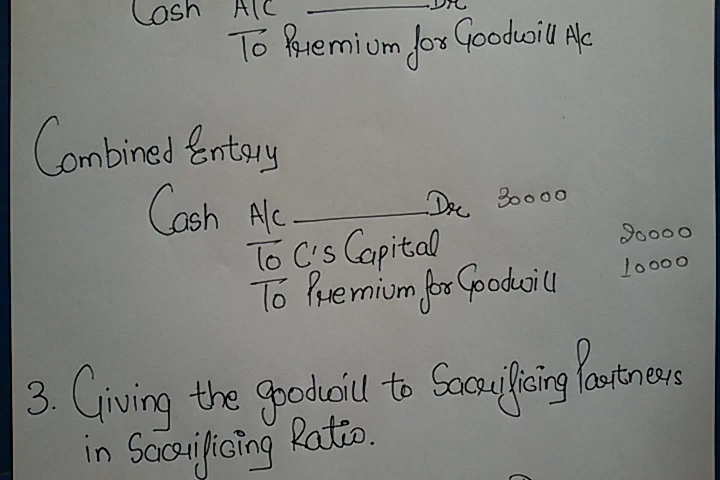 Cash A/c ———— Dr
To Premium for Goodwill A/c
Combined Entry
Cash A/c ———— Dr 30000
To C's Capital 20000
To Premium for Goodwill 10000
3. Giving the goodwill to Sacrificing Partners
in Sacrificing Ratio.